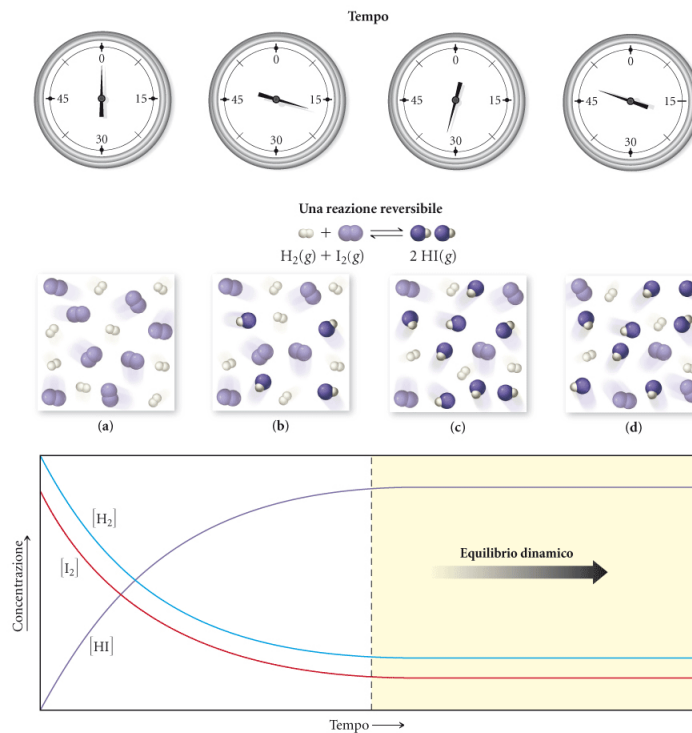 Tempo
0
45
15
30
0
45
15
30
0
45
15
30
0
45
15
30
Una reazione reversibile
+
H₂(g) + I₂(g) ⇌ 2 HI(g)
(a)
(b)
(c)
(d)
[H₂]
[I₂]
[HI]
Concentrazione
Equilibrio dinamico
Tempo